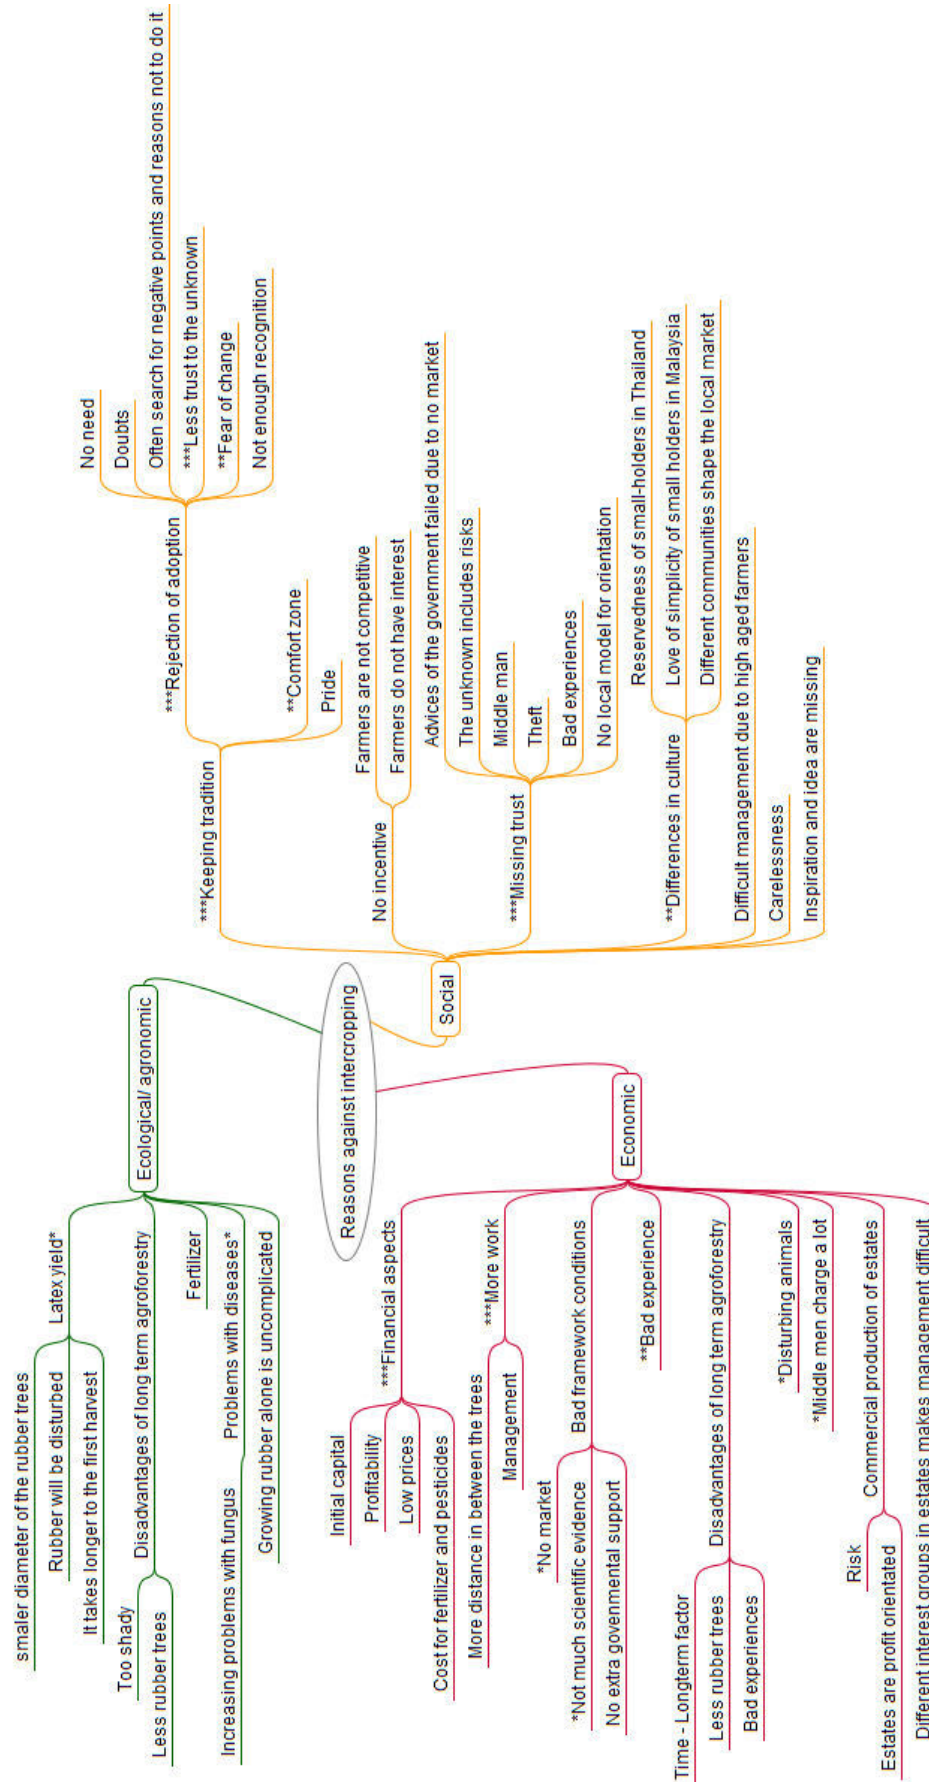 Reasons against intercropping
Ecological/ agronomic
Latex yield*
smaler diameter of the rubber trees
Rubber will be disturbed
It takes longer to the first harvest
Disadvantages of long term agroforestry
Too shady
Less rubber trees
Fertilizer
Problems with diseases*
Increasing problems with fungus
Growing rubber alone is uncomplicated
Economic
***Financial aspects
Initial capital
Profitability
Low prices
Cost for fertilizer and pesticides
***More work
More distance in between the trees
Management
Bad framework conditions
*No market
*Not much scientific evidence
No extra govenmental support
**Bad experience
Disadvantages of long term agroforestry
Time - Longterm factor
Less rubber trees
Bad experiences
*Disturbing animals
*Middle men charge a lot
Commercial production of estates
Risk
Estates are profit orientated
Different interest groups in estates makes management difficult
Social
***Keeping tradition
***Rejection of adoption
No need
Doubts
Often search for negative points and reasons not to do it
***Less trust to the unknown
**Fear of change
Not enough recognition
**Comfort zone
Pride
No incentive
Farmers are not competitive
Farmers do not have interest
***Missing trust
Advices of the government failed due to no market
The unknown includes risks
Middle man
Theft
Bad experiences
No local model for orientation
**Differences in culture
Reservedness of small-holders in Thailand
Love of simplicity of small holders in Malaysia
Different communities shape the local market
Difficult management due to high aged farmers
Carelessness
Inspiration and idea are missing